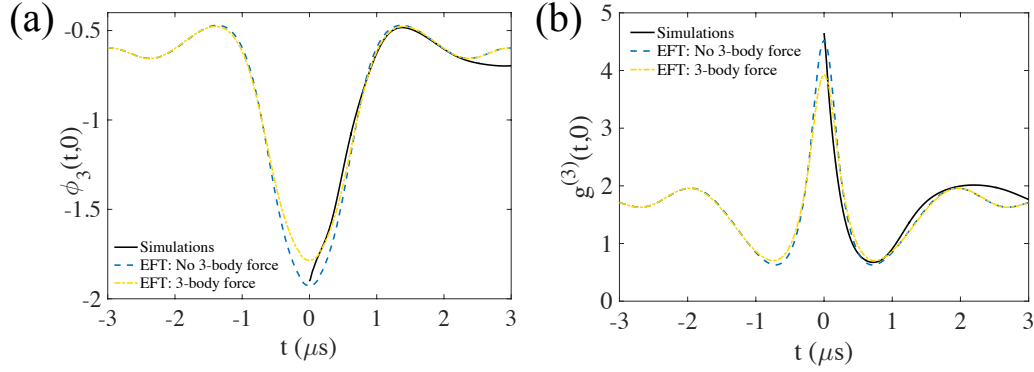 (a)
-0.5
-1
-1.5
-2
ϕ₃(t,0)
Simulations
EFT: No 3-body force
EFT: 3-body force
-3 -2 -1 0 1 2 3
t (μs)
(b)
5
4
3
2
1
0
g⁽³⁾(t,0)
Simulations
EFT: No 3-body force
EFT: 3-body force
-3 -2 -1 0 1 2 3
t (μs)